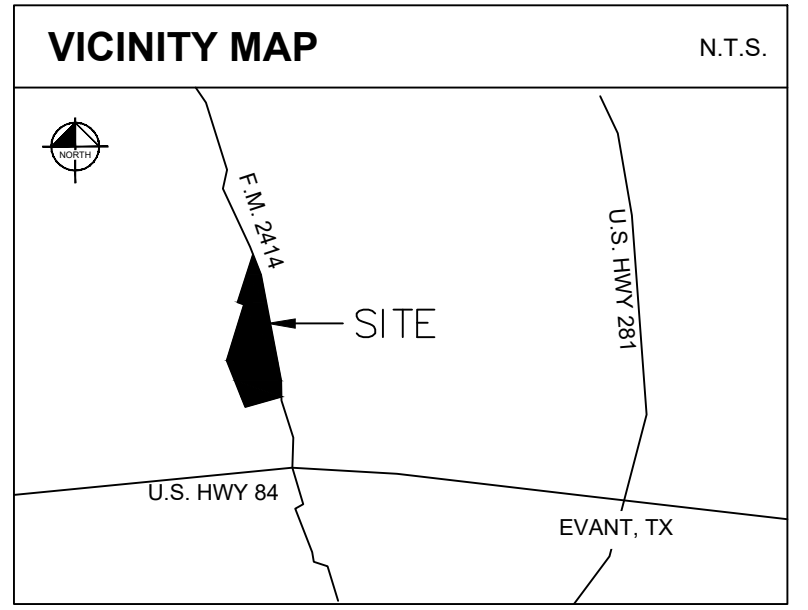 VICINITY MAP
N.T.S.
NORTH
F.M. 2414
U.S. HWY 281
SITE
U.S. HWY 84
EVANT, TX